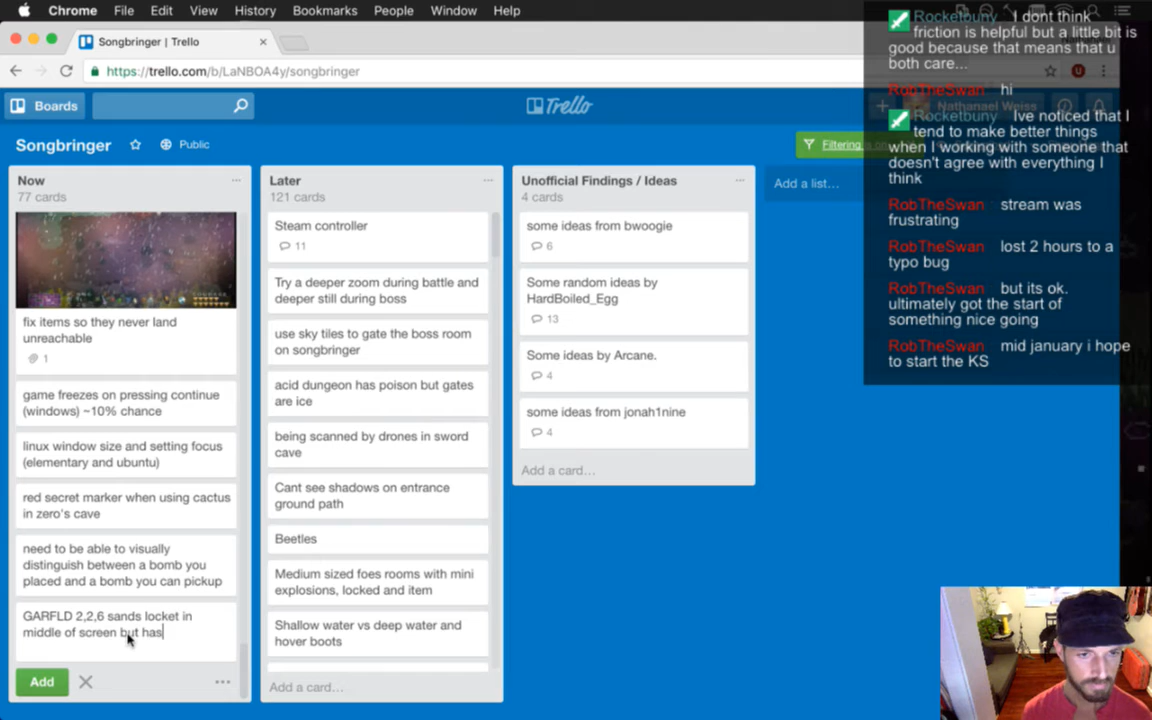 Chrome File Edit View History Bookmarks People Window Help
Songbringer | Trello
https://trello.com/b/LaNBOA4y/songbringer
Boards
Trello
Nathanael Weiss
Songbringer
Public
Now
77 cards
fix items so they never land
unreachable
1
game freezes on pressing continue
(windows) ~10% chance
linux window size and setting focus
(elementary and ubuntu)
red secret marker when using cactus
in zero's cave
need to be able to visually
distinguish between a bomb you
placed and a bomb you can pickup
GARFLD 2,2,6 sands locket in
middle of screen but has
Add
Later
121 cards
Steam controller
11
Try a deeper zoom during battle and
deeper still during boss
use sky tiles to gate the boss room
on songbringer
acid dungeon has poison but gates
are ice
being scanned by drones in sword
cave
Cant see shadows on entrance
ground path
Beetles
Medium sized foes rooms with mini
explosions, locked and item
Shallow water vs deep water and
hover boots
Add a card...
Unofficial Findings / Ideas
4 cards
some ideas from bwoogie
6
Some random ideas by
HardBoiled_Egg
13
Some ideas by Arcane.
4
some ideas from jonah1nine
4
Add a card...
Add a list...
Filtering is on
Rocketbuny I dont think
friction is helpful but a little bit is
good because that means that u
both care...
RobTheSwan hi
Rocketbuny Ive noticed that I
tend to make better things
when I working with someone that
doesn't agree with everything I
think
RobTheSwan stream was
frustrating
RobTheSwan lost 2 hours to a
typo bug
RobTheSwan but its ok.
ultimately got the start of
something nice going
RobTheSwan mid january i hope
to start the KS